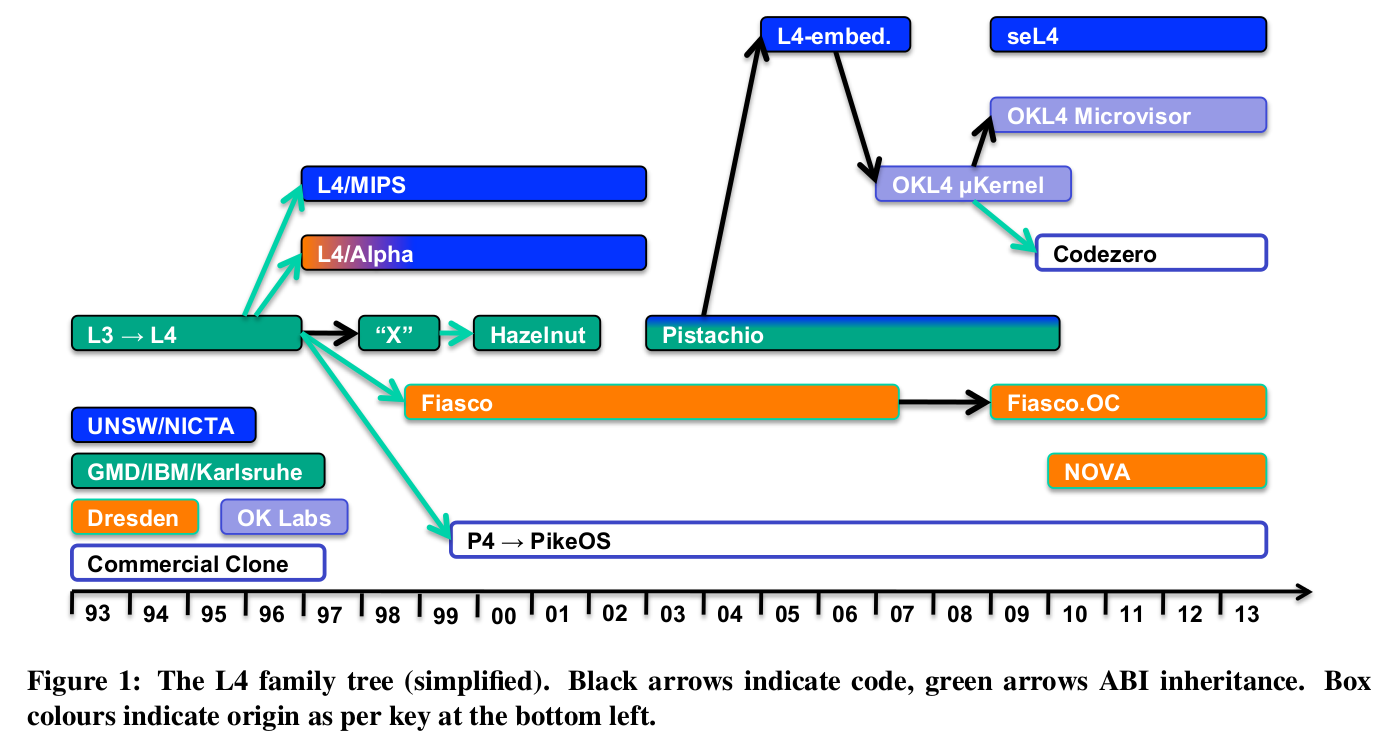 L4-embed.
seL4
OKL4 Microvisor
L4/MIPS
OKL4 µKernel
L4/Alpha
Codezero
L3 → L4
“X”
Hazelnut
Pistachio
Fiasco
Fiasco.OC
UNSW/NICTA
GMD/IBM/Karlsruhe
NOVA
Dresden
OK Labs
P4 → PikeOS
Commercial Clone
93 94 95 96 97 98 99 00 01 02 03 04 05 06 07 08 09 10 11 12 13
Figure 1: The L4 family tree (simplified). Black arrows indicate code, green arrows ABI inheritance. Box
colours indicate origin as per key at the bottom left.